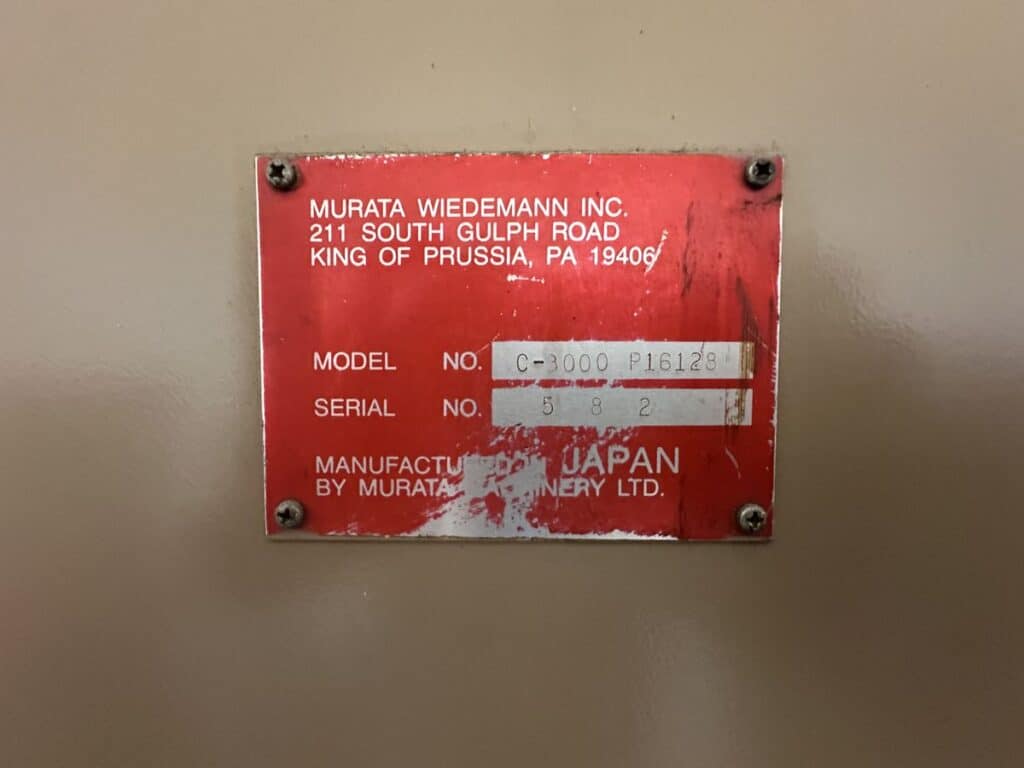 MURATA WIEDEMANN INC.
211 SOUTH GULPH ROAD
KING OF PRUSSIA, PA 19406
MODEL NO. C-3000 P16128
SERIAL NO. 5 8 2
JAPAN
BY MURATA LTD.